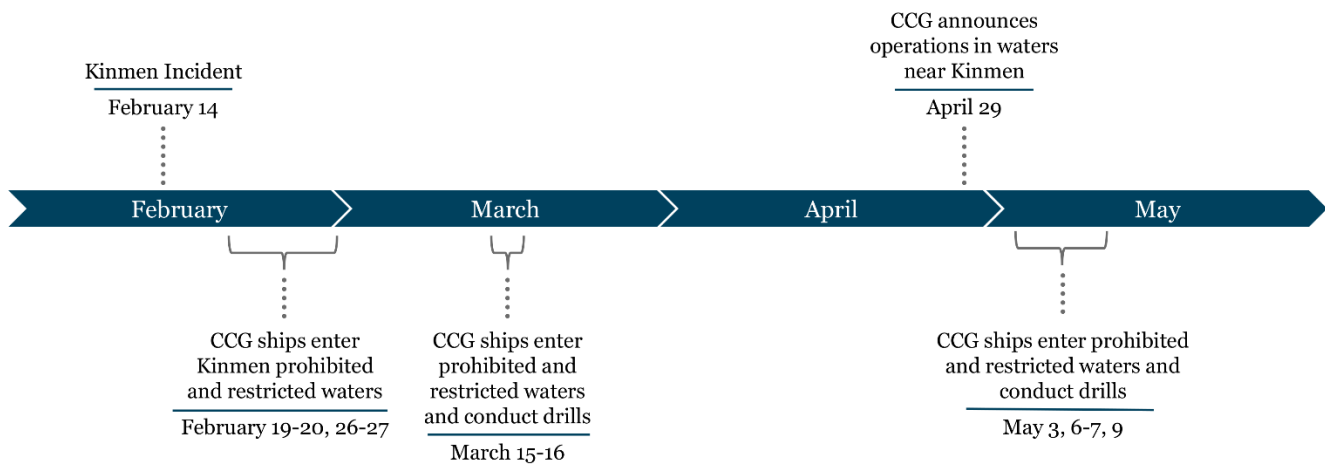 Kinmen Incident
February 14
CCG announces
operations in waters
near Kinmen
April 29
February
March
April
May
CCG ships enter
Kinmen prohibited
and restricted waters
February 19-20, 26-27
CCG ships enter
prohibited and
restricted waters
and conduct drills
March 15-16
CCG ships enter prohibited
and restricted waters and
conduct drills
May 3, 6-7, 9